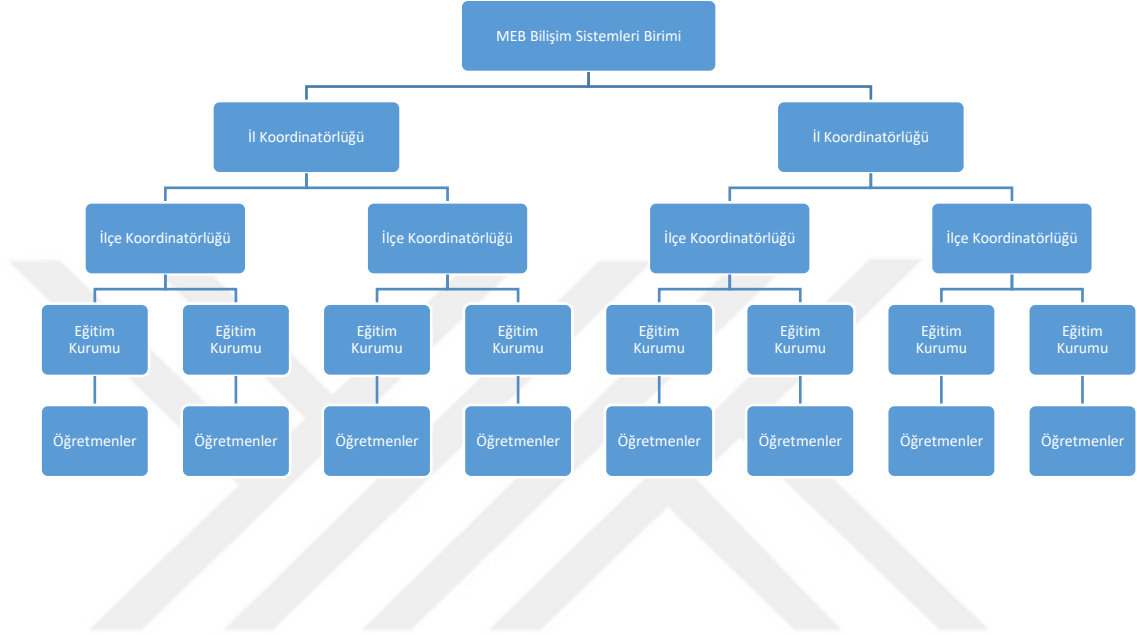 MEB Bilişim Sistemleri Birimi
İl Koordinatörlüğü
İl Koordinatörlüğü
İlçe Koordinatörlüğü
İlçe Koordinatörlüğü
İlçe Koordinatörlüğü
İlçe Koordinatörlüğü
Eğitim
Kurumu
Eğitim
Kurumu
Eğitim
Kurumu
Eğitim
Kurumu
Eğitim
Kurumu
Eğitim
Kurumu
Eğitim
Kurumu
Eğitim
Kurumu
Öğretmenler
Öğretmenler
Öğretmenler
Öğretmenler
Öğretmenler
Öğretmenler
Öğretmenler
Öğretmenler